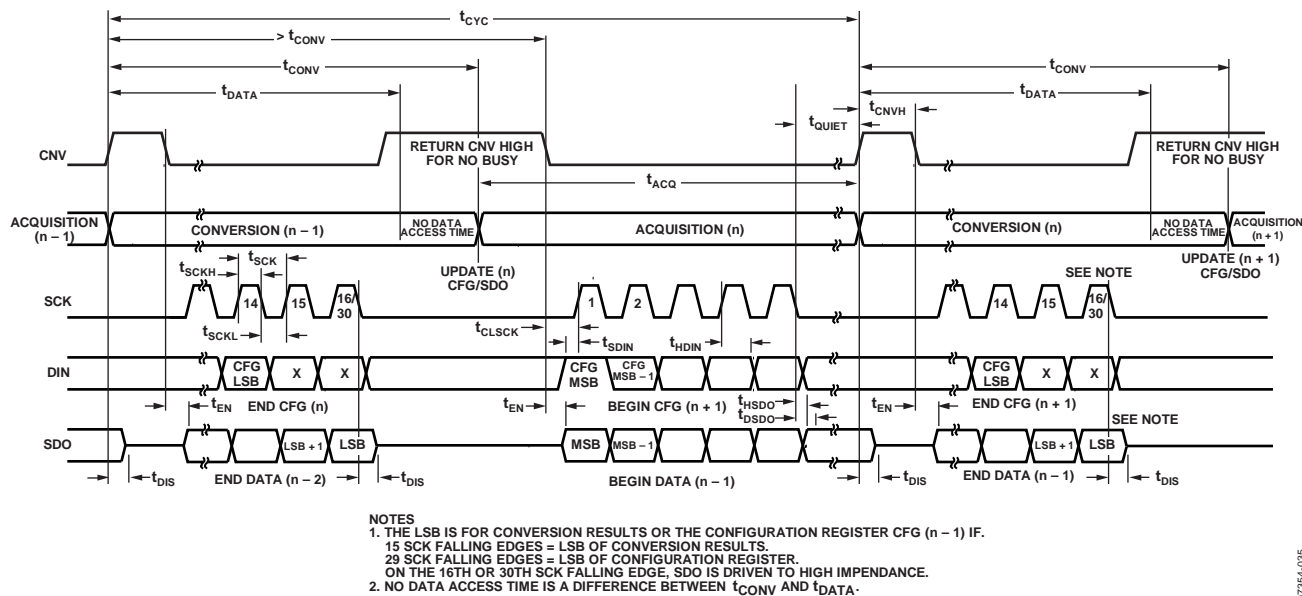 tCYC
> tCONV
tCONV
tCONV
tDATA
tDATA
tCNVH
tQUIET
CNV
RETURN CNV HIGH
FOR NO BUSY
RETURN CNV HIGH
FOR NO BUSY
tACQ
ACQUISITION
(n – 1)
CONVERSION (n – 1)
NO DATA
ACCESS TIME
ACQUISITION (n)
CONVERSION (n)
NO DATA
ACCESS TIME
ACQUISITION
(n + 1)
UPDATE (n)
CFG/SDO
UPDATE (n + 1)
CFG/SDO
tSCK
tSCKH
SEE NOTE
SCK
14
15
16/
30
1
2
14
15
16/
30
tSCKL
tCLSCK
tSDIN
tHDIN
DIN
CFG
LSB
X
X
CFG
MSB
CFG
MSB – 1
CFG
LSB
X
X
tEN
END CFG (n)
tEN
BEGIN CFG (n + 1)
tHSDO
tDSDO
tEN
END CFG (n + 1)
SEE NOTE
SDO
LSB + 1
LSB
MSB
MSB – 1
LSB + 1
LSB
tDIS
END DATA (n – 2)
tDIS
BEGIN DATA (n – 1)
tDIS
END DATA (n – 1)
tDIS
NOTES
1. THE LSB IS FOR CONVERSION RESULTS OR THE CONFIGURATION REGISTER CFG (n – 1) IF.
15 SCK FALLING EDGES = LSB OF CONVERSION RESULTS.
29 SCK FALLING EDGES = LSB OF CONFIGURATION REGISTER.
ON THE 16TH OR 30TH SCK FALLING EDGE, SDO IS DRIVEN TO HIGH IMPENDANCE.
2. NO DATA ACCESS TIME IS A DIFFERENCE BETWEEN tCONV AND tDATA.